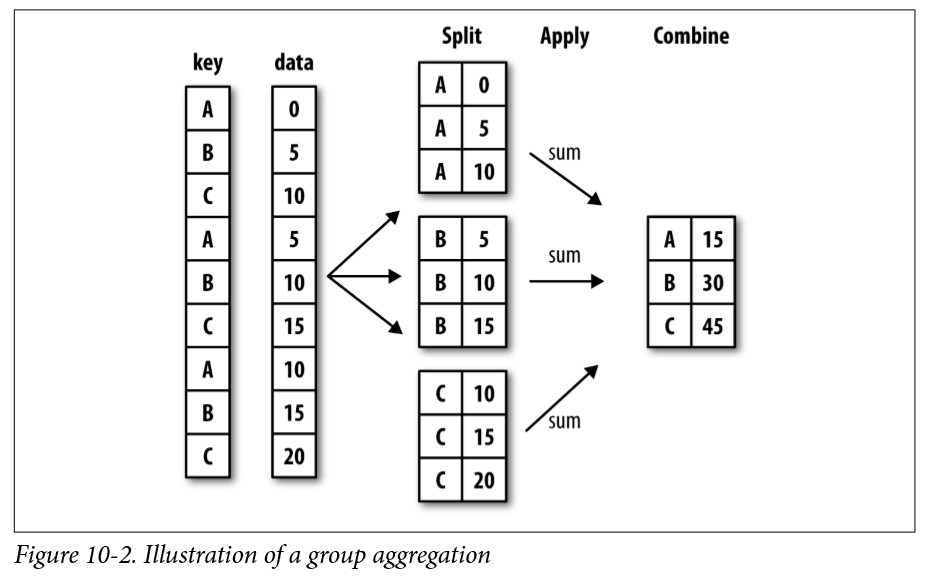 Split Apply Combine
key data
A 0
B 5
C 10
A 5
B 10
C 15
A 10
B 15
C 20
A 0
A 5
A 10
B 5
B 10
B 15
C 10
C 15
C 20
sum
sum
sum
A 15
B 30
C 45
Figure 10-2. Illustration of a group aggregation